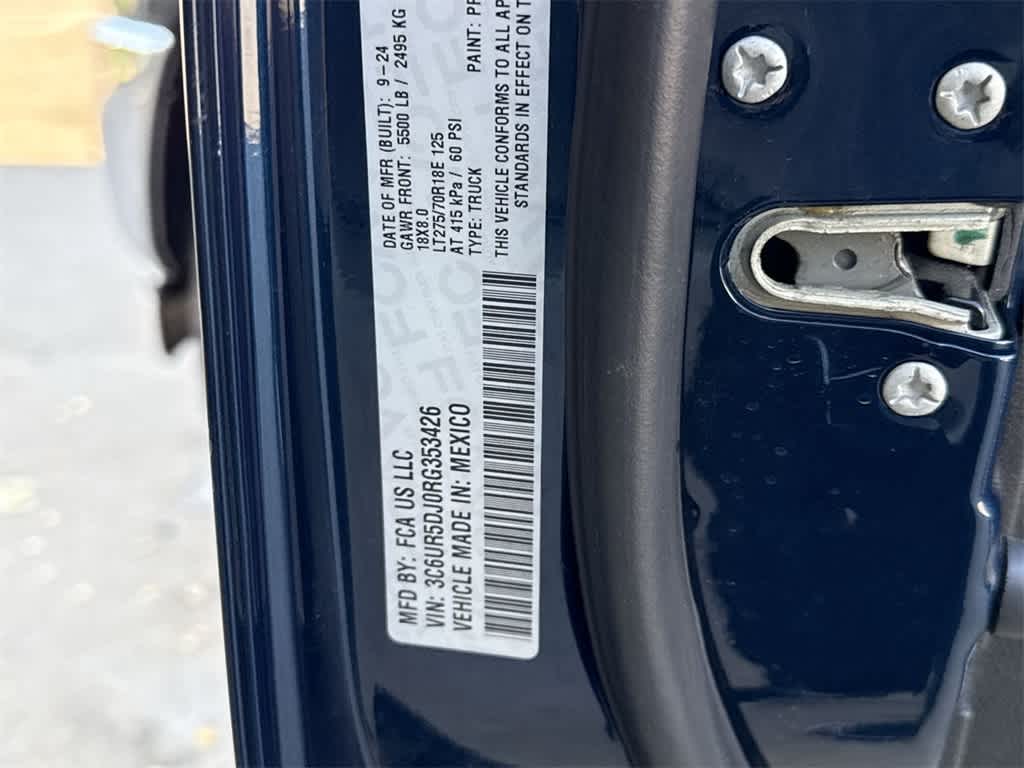 MFD BY: FCA US LLC
DATE OF MFR (BUILT): 9-24
GAWR FRONT: 5500 LB / 2495 KG
18X8.0
LT275/70R18E 125
AT 415 kPa / 60 PSI
TYPE: TRUCK
PAINT:
VIN: 3C6UR5DJ0RG353426
VEHICLE MADE IN: MEXICO
THIS VEHICLE CONFORMS TO ALL
STANDARDS IN EFFECT ON